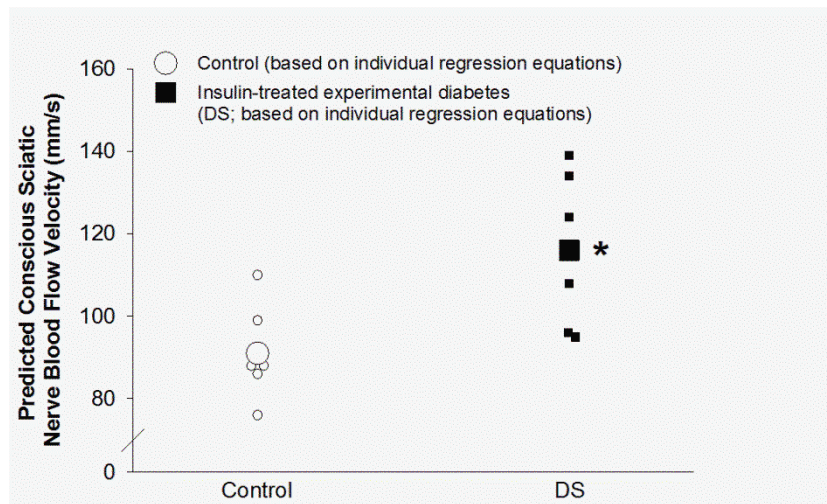 160
140
120
100
80
0
Predicted Conscious Sciatic
Nerve Blood Flow Velocity (mm/s)
Control (based on individual regression equations)
Insulin-treated experimental diabetes
(DS; based on individual regression equations)
*
Control
DS